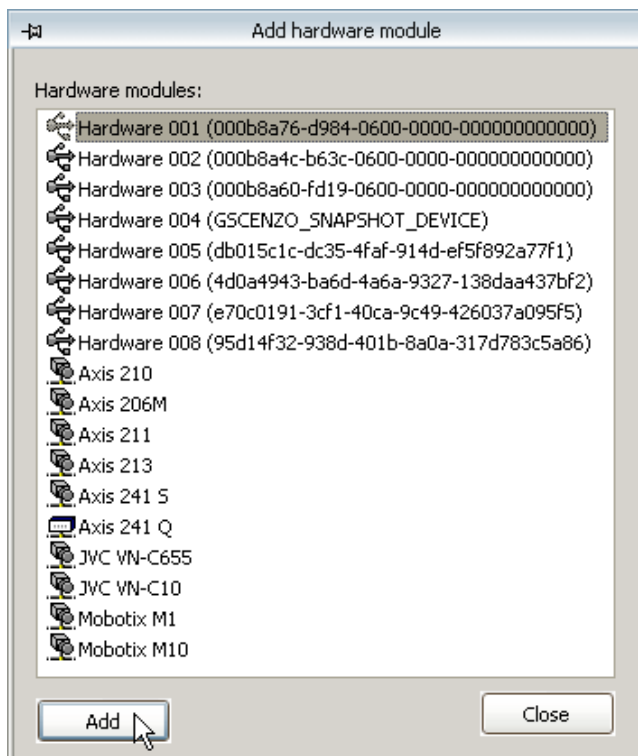 Add hardware module
Hardware modules:
Hardware 001 (000b8a76-d984-0600-0000-000000000000)
Hardware 002 (000b8a4c-b63c-0600-0000-000000000000)
Hardware 003 (000b8a60-fd19-0600-0000-000000000000)
Hardware 004 (GSCENZO_SNAPSHOT_DEVICE)
Hardware 005 (db015c1c-dc35-4faf-914d-ef5f892a77f1)
Hardware 006 (4d0a4943-ba6d-4a6a-9327-138daa437bf2)
Hardware 007 (e70c0191-3cf1-40ca-9c49-426037a095f5)
Hardware 008 (95d14f32-938d-401b-8a0a-317d783c5a86)
Axis 210
Axis 206M
Axis 211
Axis 213
Axis 241 S
Axis 241 Q
JVC VN-C655
JVC VN-C10
Mobotix M1
Mobotix M10
Add
Close